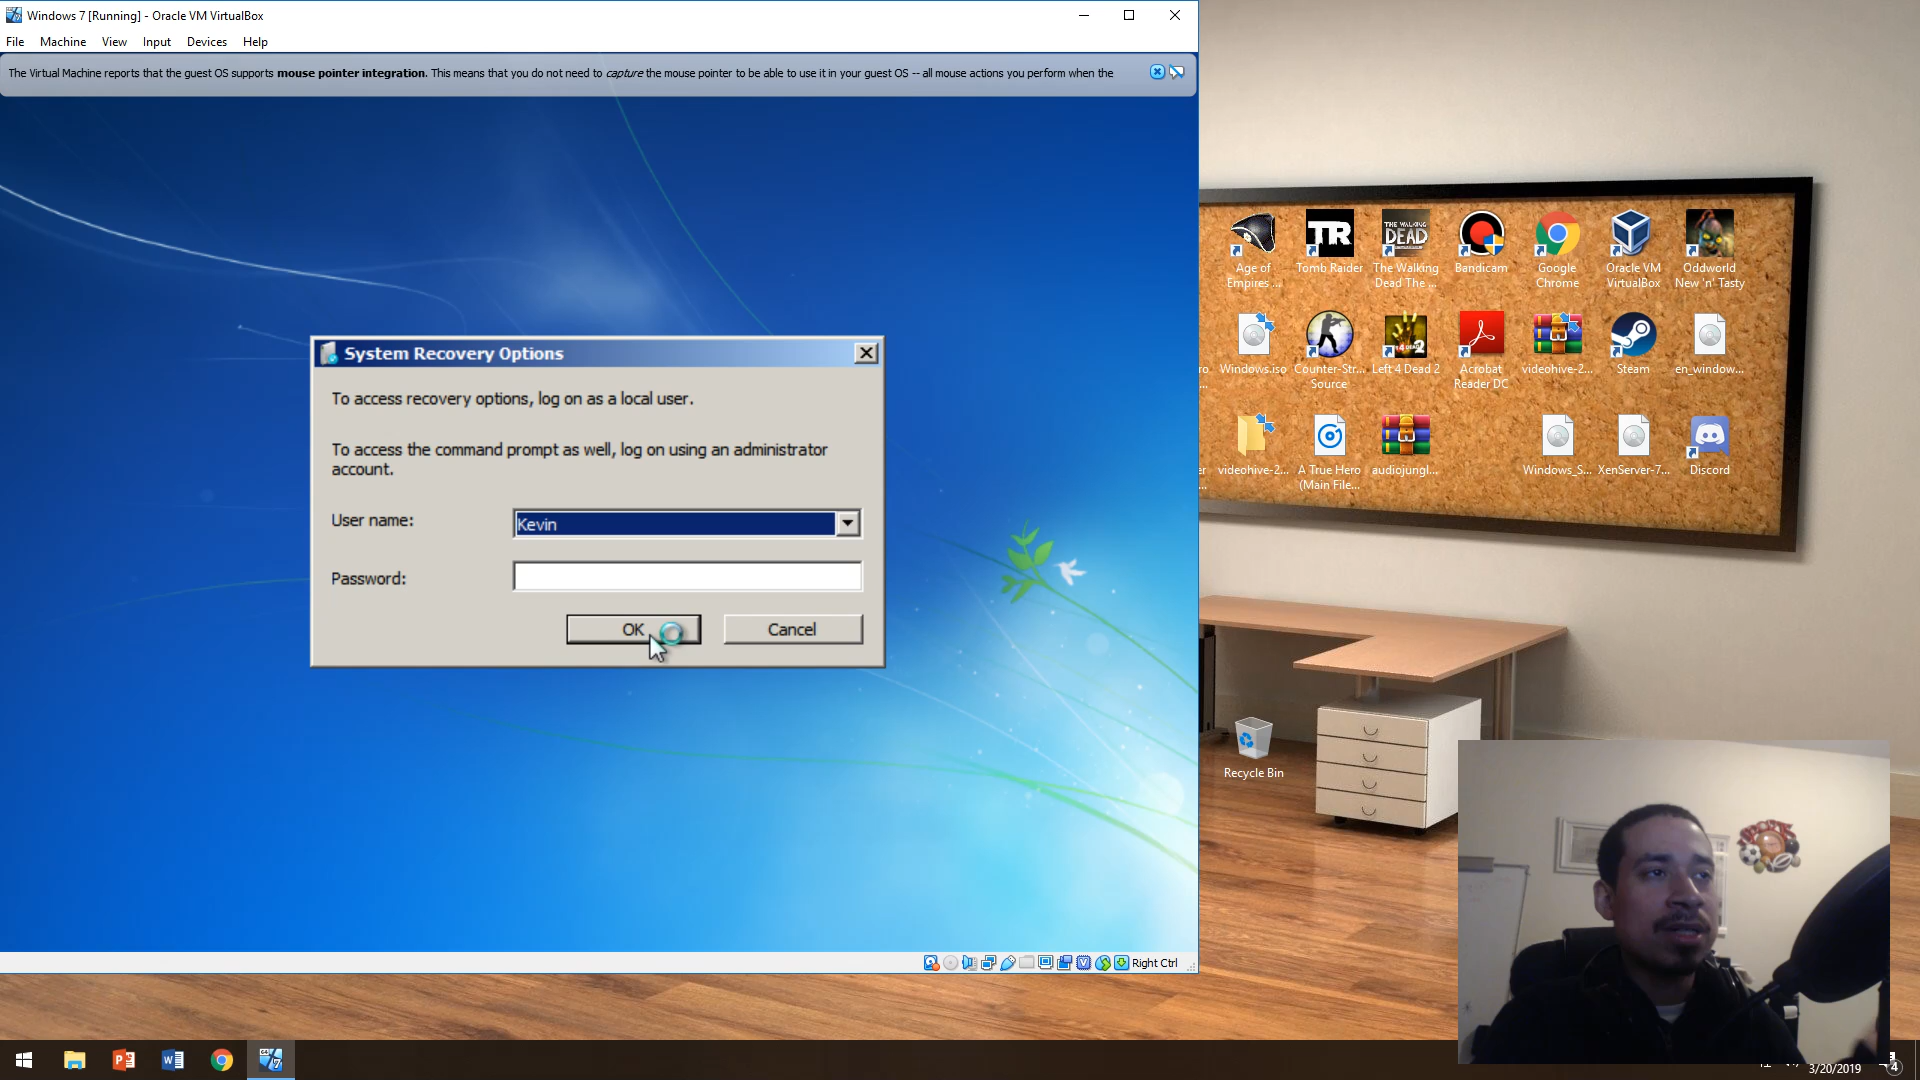 Windows 7 [Running] - Oracle VM VirtualBox
File Machine View Input Devices Help
The Virtual Machine reports that the guest OS supports mouse pointer integration. This means that you do not need to capture the mouse pointer to be able to use it in your guest OS -- all mouse actions you perform when the
System Recovery Options
To access recovery options, log on as a local user.
To access the command prompt as well, log on using an administrator
account.
User name:
Kevin
Password:
OK
Cancel
Right Ctrl
TR
THE WALKING
DEAD
Age of
Empires ...
Tomb Raider
The Walking
Dead The ...
Bandicam
Google
Chrome
Oracle VM
VirtualBox
Oddworld
New 'n' Tasty
Windows.iso
Counter-Str...
Source
Left 4 Dead 2
Acrobat
Reader DC
videohive-2...
Steam
en_window...
videohive-2...
A True Hero
(Main File...
audiojungl...
Windows_S...
XenServer-7...
Discord
Recycle Bin
SPORTS
3/20/2019
4